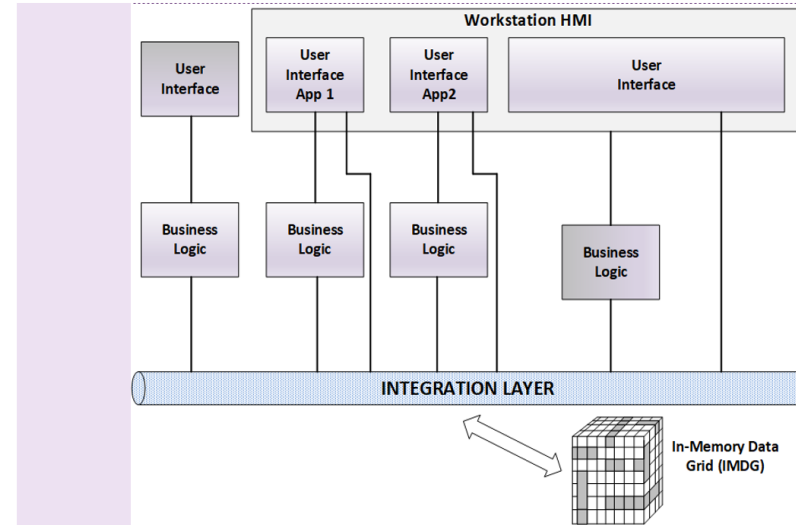 Workstation HMI
User
Interface
User
Interface
App 1
User
Interface
App2
User
Interface
Business
Logic
Business
Logic
Business
Logic
Business
Logic
INTEGRATION LAYER
In-Memory Data
Grid (IMDG)